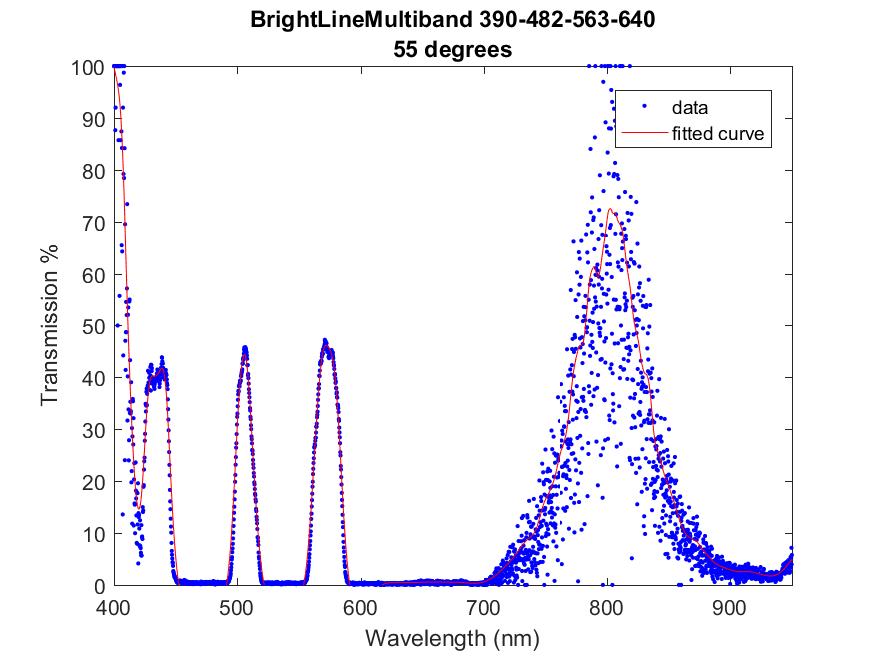 BrightLineMultiband 390-482-563-640
55 degrees
100
90
80
70
60
50
40
30
20
10
0
Transmission %
data
fitted curve
400 500 600 700 800 900
Wavelength (nm)